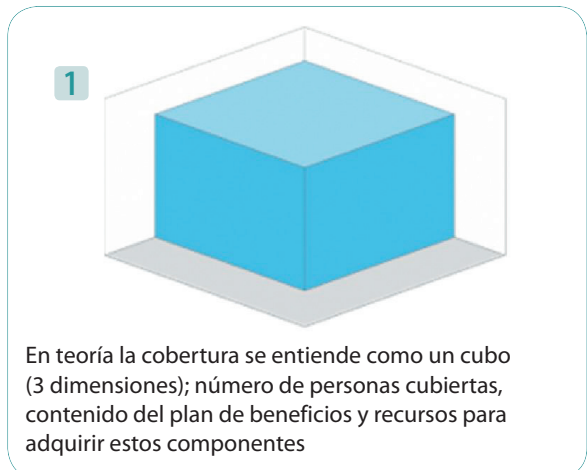 1
En teoría la cobertura se entiende como un cubo
(3 dimensiones); número de personas cubiertas,
contenido del plan de beneficios y recursos para
adquirir estos componentes